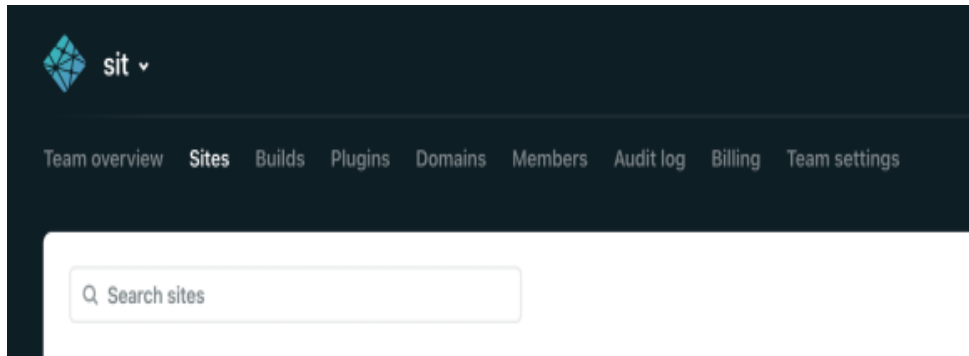 sit
Team overview Sites Builds Plugins Domains Members Audit log Billing Team settings
Search sites